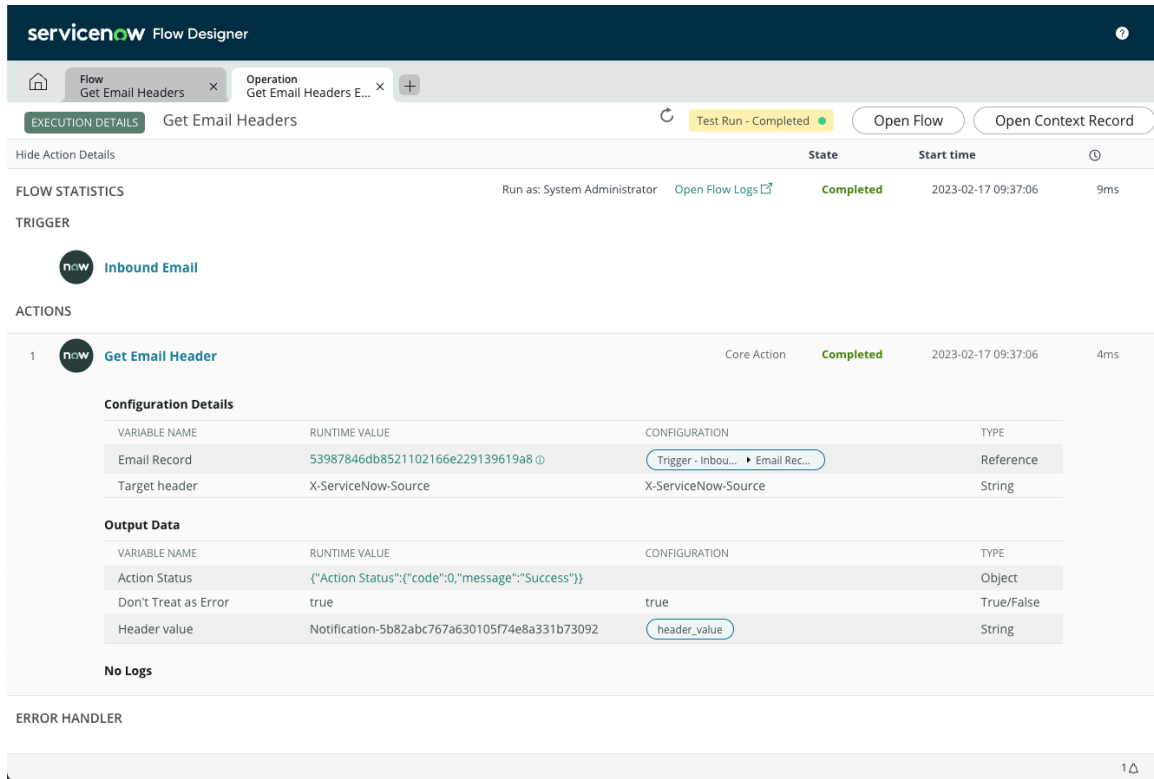 servicenow Flow Designer
Flow
Get Email Headers
Operation
Get Email Headers E...
EXECUTION DETAILS Get Email Headers Test Run - Completed Open Flow Open Context Record
Hide Action Details State Start time
FLOW STATISTICS Run as: System Administrator Open Flow Logs Completed 2023-02-17 09:37:06 9ms
TRIGGER
now Inbound Email
ACTIONS
1 now Get Email Header Core Action Completed 2023-02-17 09:37:06 4ms
Configuration Details
VARIABLE NAME RUNTIME VALUE CONFIGURATION TYPE
Email Record 53987846db8521102166e229139619a8 Trigger - Inbou... Email Rec... Reference
Target header X-ServiceNow-Source X-ServiceNow-Source String
Output Data
VARIABLE NAME RUNTIME VALUE CONFIGURATION TYPE
Action Status {"Action Status":{"code":0,"message":"Success"}} Object
Don't Treat as Error true true True/False
Header value Notification-5b82abc767a630105f74e8a331b73092 header_value String
No Logs
ERROR HANDLER
1